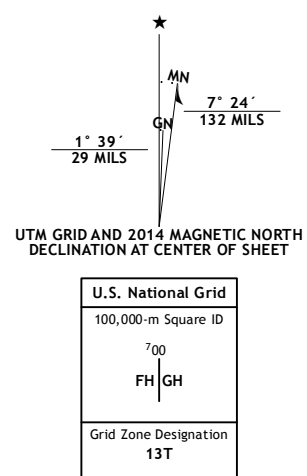 ★
MN
7° 24´
132 MILS
GN
1° 39´
29 MILS
UTM GRID AND 2014 MAGNETIC NORTH
DECLINATION AT CENTER OF SHEET
U.S. National Grid
100,000-m Square ID
⁷00
FH GH
Grid Zone Designation
13T